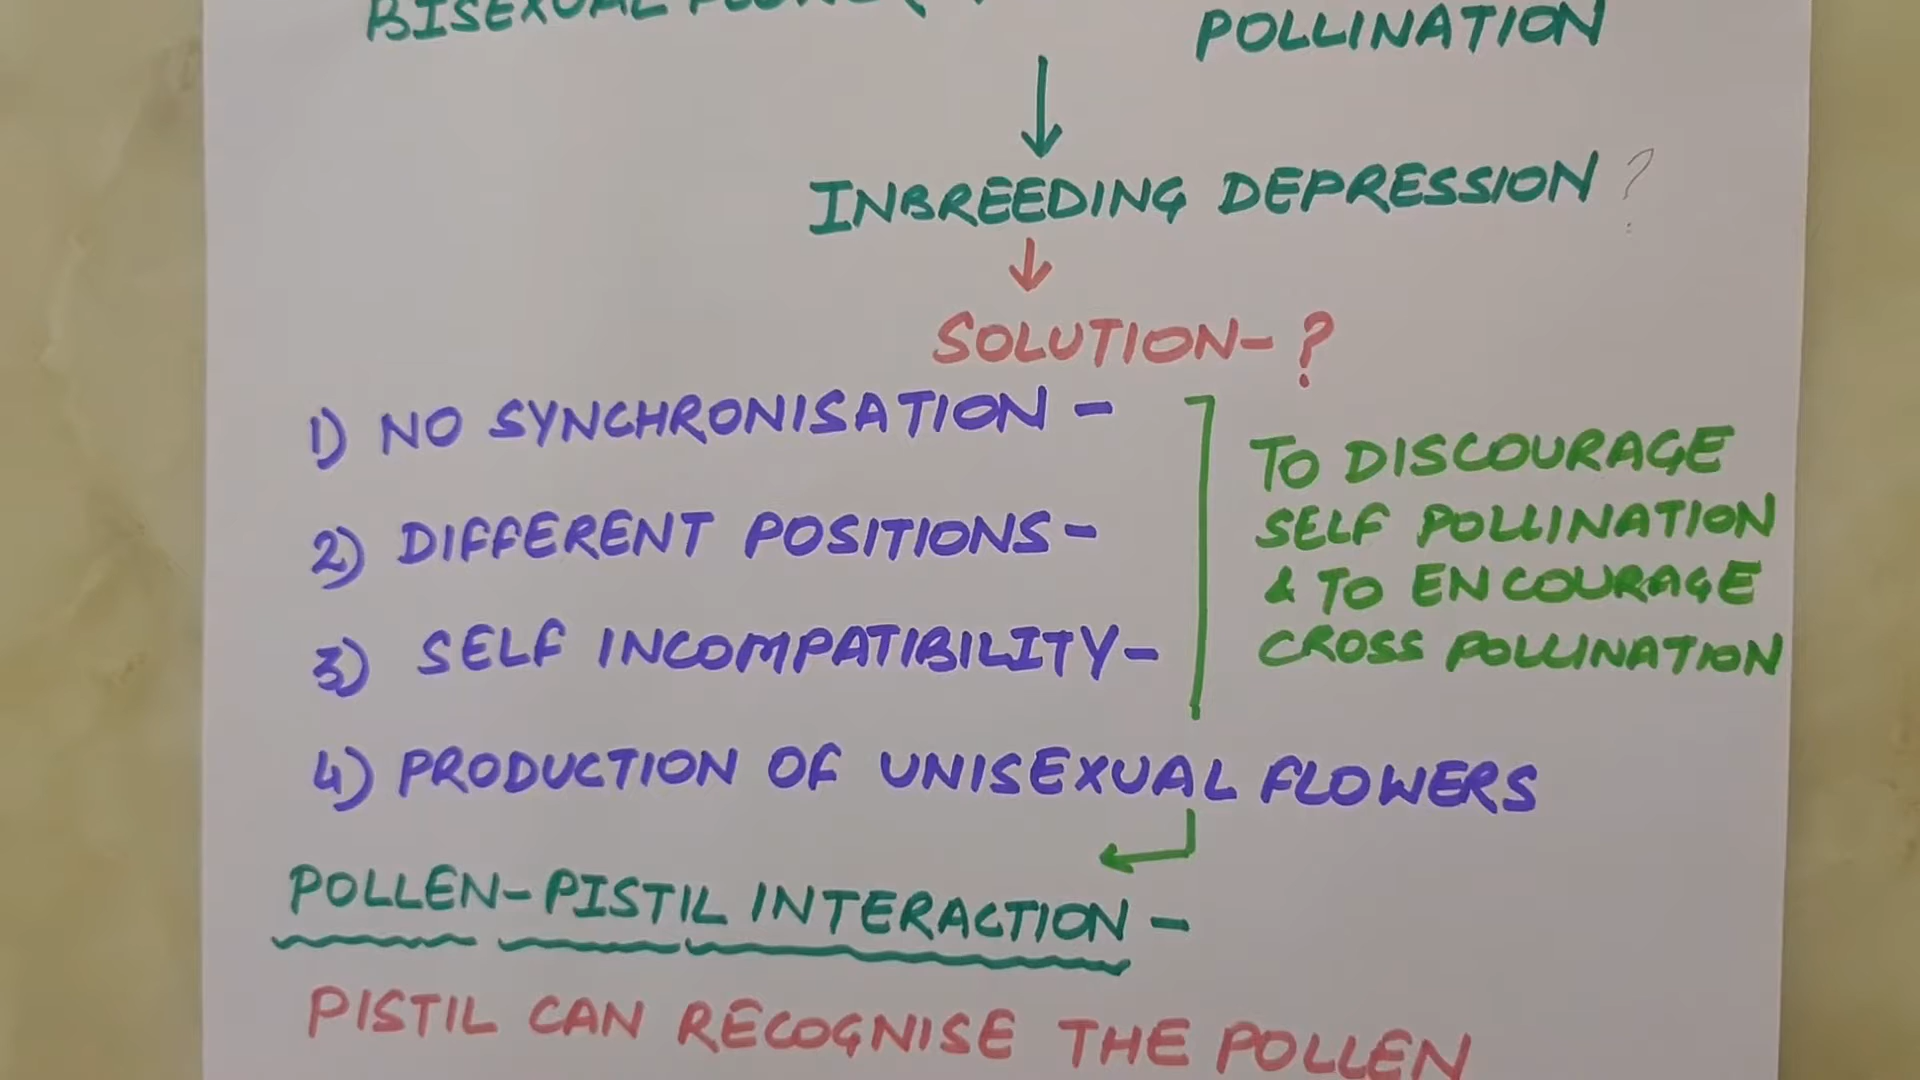 BISEXUAL
POLLINATION
INBREEDING DEPRESSION ?
SOLUTION- ?
1) NO SYNCHRONISATION -
2) DIFFERENT POSITIONS -
3) SELF INCOMPATIBILITY -
TO DISCOURAGE
SELF POLLINATION
& TO ENCOURAGE
CROSS POLLINATION
4) PRODUCTION OF UNISEXUAL FLOWERS
POLLEN-PISTIL INTERACTION -
PISTIL CAN RECOGNISE THE POLLEN